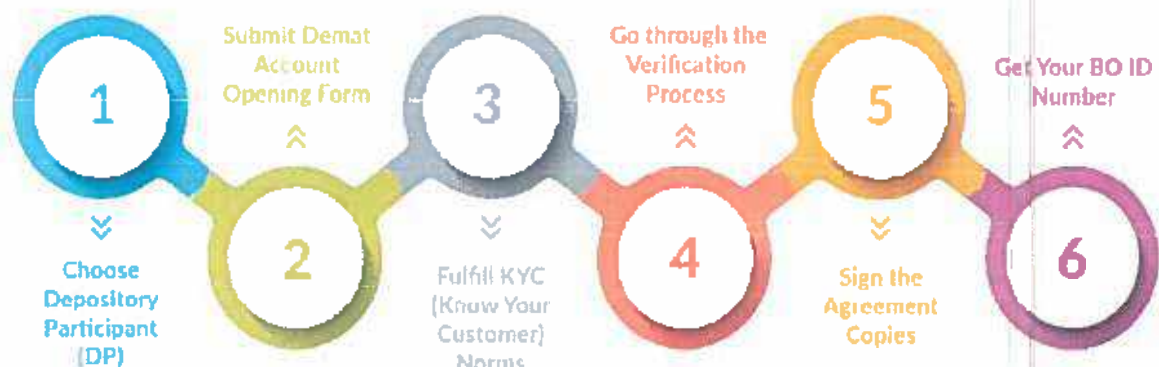 1
Choose
Depository
Participant
(DP)
Submit Demat
Account
Opening Form
2
3
Fulfill KYC
(Know Your
Customer)
Norms
Go through the
Verification
Process
4
5
Sign the
Agreement
Copies
Get Your BO ID
Number
6